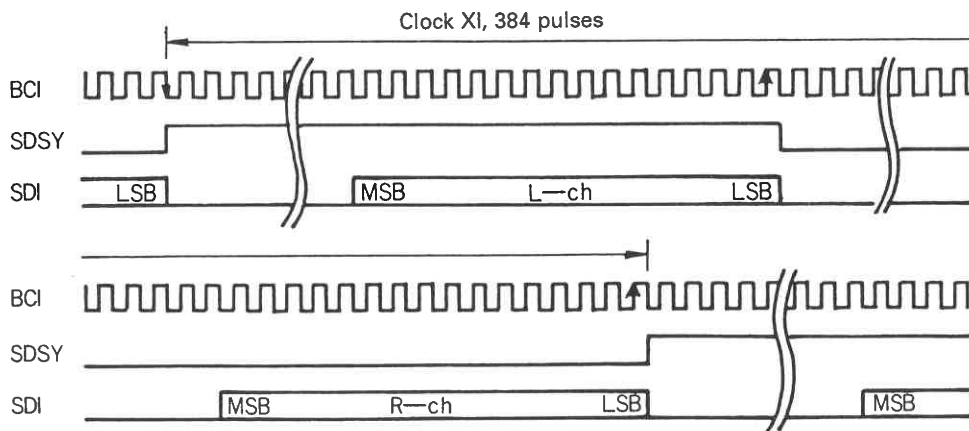 Clock XI, 384 pulses
BCI
SDSY
SDI LSB MSB L—ch LSB
BCI
SDSY
SDI MSB R—ch LSB MSB